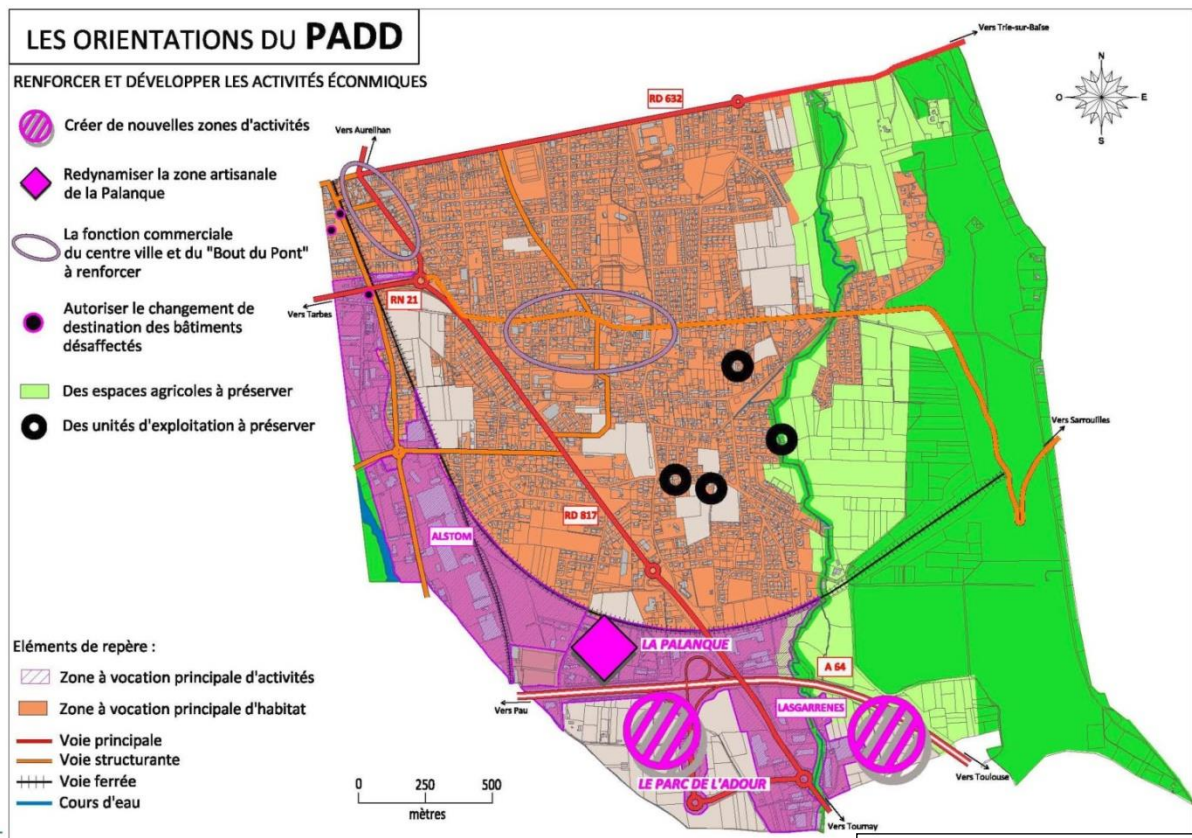 LES ORIENTATIONS DU PADD
RENFORCER ET DÉVELOPPER LES ACTIVITÉS ÉCONMIQUES
Créer de nouvelles zones d'activités
Redynamiser la zone artisanale
de la Palanque
La fonction commerciale
du centre ville et du "Bout du Pont"
à renforcer
Autoriser le changement de
destination des bâtiments
désaffectés
Des espaces agricoles à préserver
Des unités d'exploitation à préserver
Eléments de repère :
Zone à vocation principale d'activités
Zone à vocation principale d'habitat
Voie principale
Voie structurante
Voie ferrée
Cours d'eau
0 250 500
mètres
Vers Trie-sur-Baïse
N
O
E
S
RD 632
Vers Aureilhan
RN 21
Vers Tarbes
Vers Sarrouilles
RD 817
ALSTOM
LA PALANQUE
A 64
Vers Pau
LASGARRENES
LE PARC DE L'ADOUR
Vers Toulouse
Vers Tournay